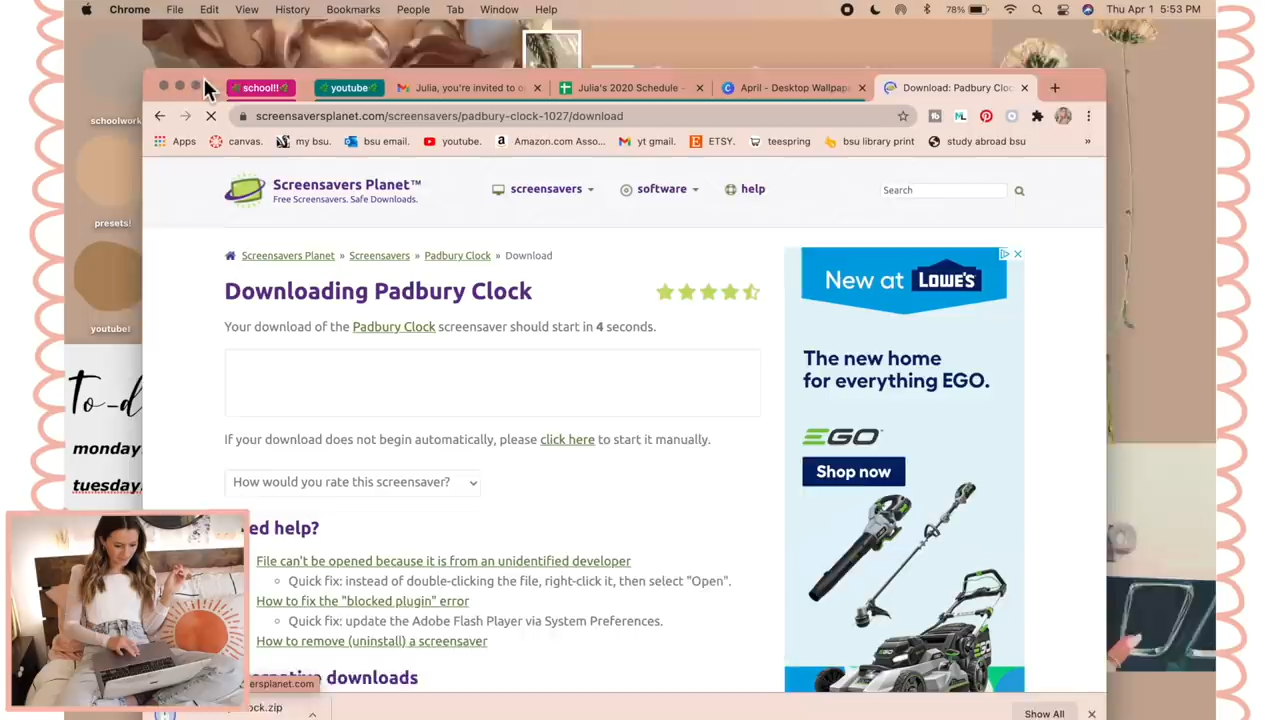 Chrome File Edit View History Bookmarks People Tab Window Help 78% Thu Apr 1 5:53 PM
school!! youtube Julia, you're invited to Julia's 2020 Schedule - April - Desktop Wallpap Download: Padbury Cloc
screensaversplanet.com/screensavers/padbury-clock-1027/download
Apps canvas. my bsu. bsu email. youtube. Amazon.com Asso... yt gmail. ETSY. teespring bsu library print study abroad bsu »
schoolwork
presets!
youtube!
To-d
monday
tuesday
Screensavers Planet™
Free Screensavers. Safe Downloads.
screensavers software help Search
Screensavers Planet » Screensavers » Padbury Clock » Download
Downloading Padbury Clock
Your download of the Padbury Clock screensaver should start in 4 seconds.
If your download does not begin automatically, please click here to start it manually.
How would you rate this screensaver?
ed help?
File can't be opened because it is from an unidentified developer
Quick fix: instead of double-clicking the file, right-click it, then select "Open".
How to fix the "blocked plugin" error
Quick fix: update the Adobe Flash Player via System Preferences.
How to remove (uninstall) a screensaver
downloads
ersplanet.com
ock.zip
Show All
New at LOWE'S
The new home
for everything EGO.
EGO
Shop now